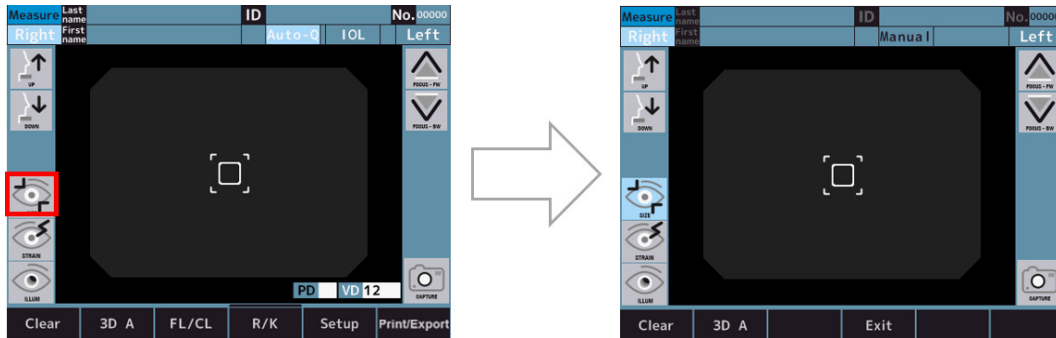 Measure Last name ID No. 00000
Right First name Auto-Q IOL Left
UP
DOWN
STRAIN
ILLUM
FOCUS-FW
FOCUS-BW
CAPTURE
PD VD 12
Clear 3D A FL/CL R/K Setup Print/Export
Measure Last name ID No. 00000
Right First name Manual Left
UP
DOWN
SIZE
STRAIN
ILLUM
FOCUS-FW
FOCUS-BW
CAPTURE
Clear 3D A Exit